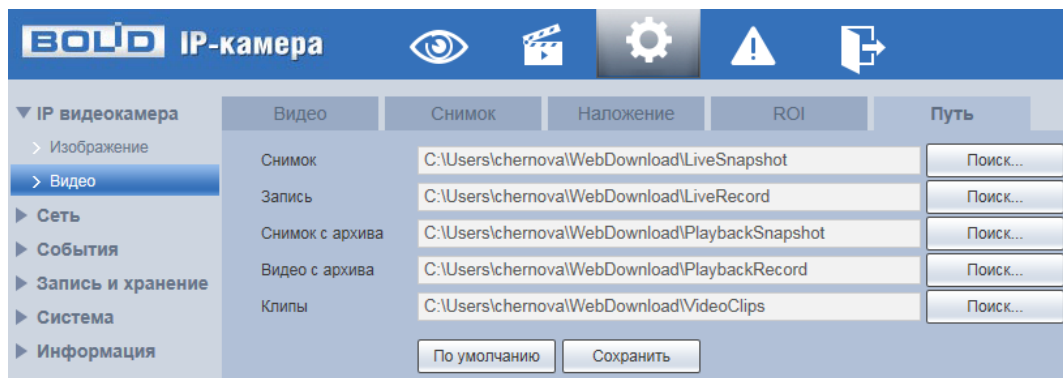 BOLID IP-камера
IP видеокамера
Изображение
Видео
Сеть
События
Запись и хранение
Система
Информация
Видео Снимок Наложение ROI Путь
Снимок C:\Users\chernova\WebDownload\LiveSnapshot Поиск...
Запись C:\Users\chernova\WebDownload\LiveRecord Поиск...
Снимок с архива C:\Users\chernova\WebDownload\PlaybackSnapshot Поиск...
Видео с архива C:\Users\chernova\WebDownload\PlaybackRecord Поиск...
Клипы C:\Users\chernova\WebDownload\VideoClips Поиск...
По умолчанию Сохранить